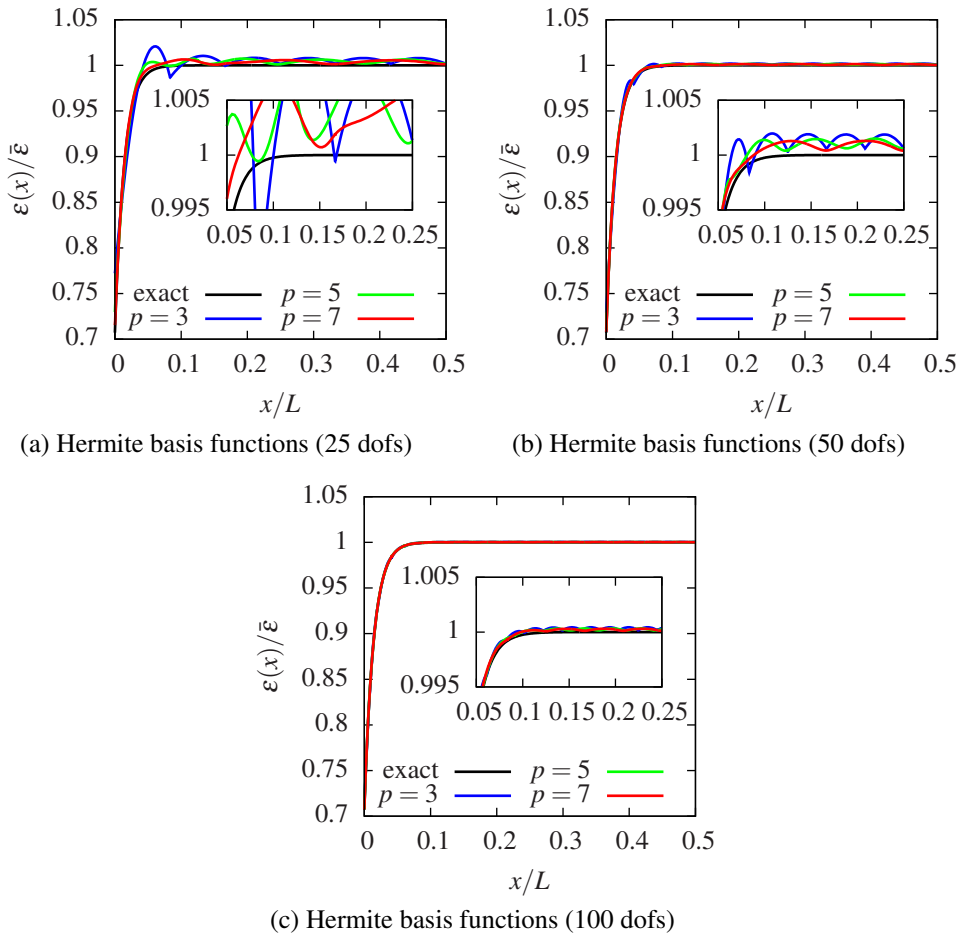 1.05
1
0.95
0.9
0.85
0.8
0.75
0.7
ε(x)/ε̄
1.005
1
0.995
0.05 0.1 0.15 0.2 0.25
exact p = 5
p = 3 p = 7
0 0.1 0.2 0.3 0.4 0.5
x/L
(a) Hermite basis functions (25 dofs)
1.05
1
0.95
0.9
0.85
0.8
0.75
0.7
ε(x)/ε̄
1.005
1
0.995
0.05 0.1 0.15 0.2 0.25
exact p = 5
p = 3 p = 7
0 0.1 0.2 0.3 0.4 0.5
x/L
(b) Hermite basis functions (50 dofs)
1.05
1
0.95
0.9
0.85
0.8
0.75
0.7
ε(x)/ε̄
1.005
1
0.995
0.05 0.1 0.15 0.2 0.25
exact p = 5
p = 3 p = 7
0 0.1 0.2 0.3 0.4 0.5
x/L
(c) Hermite basis functions (100 dofs)